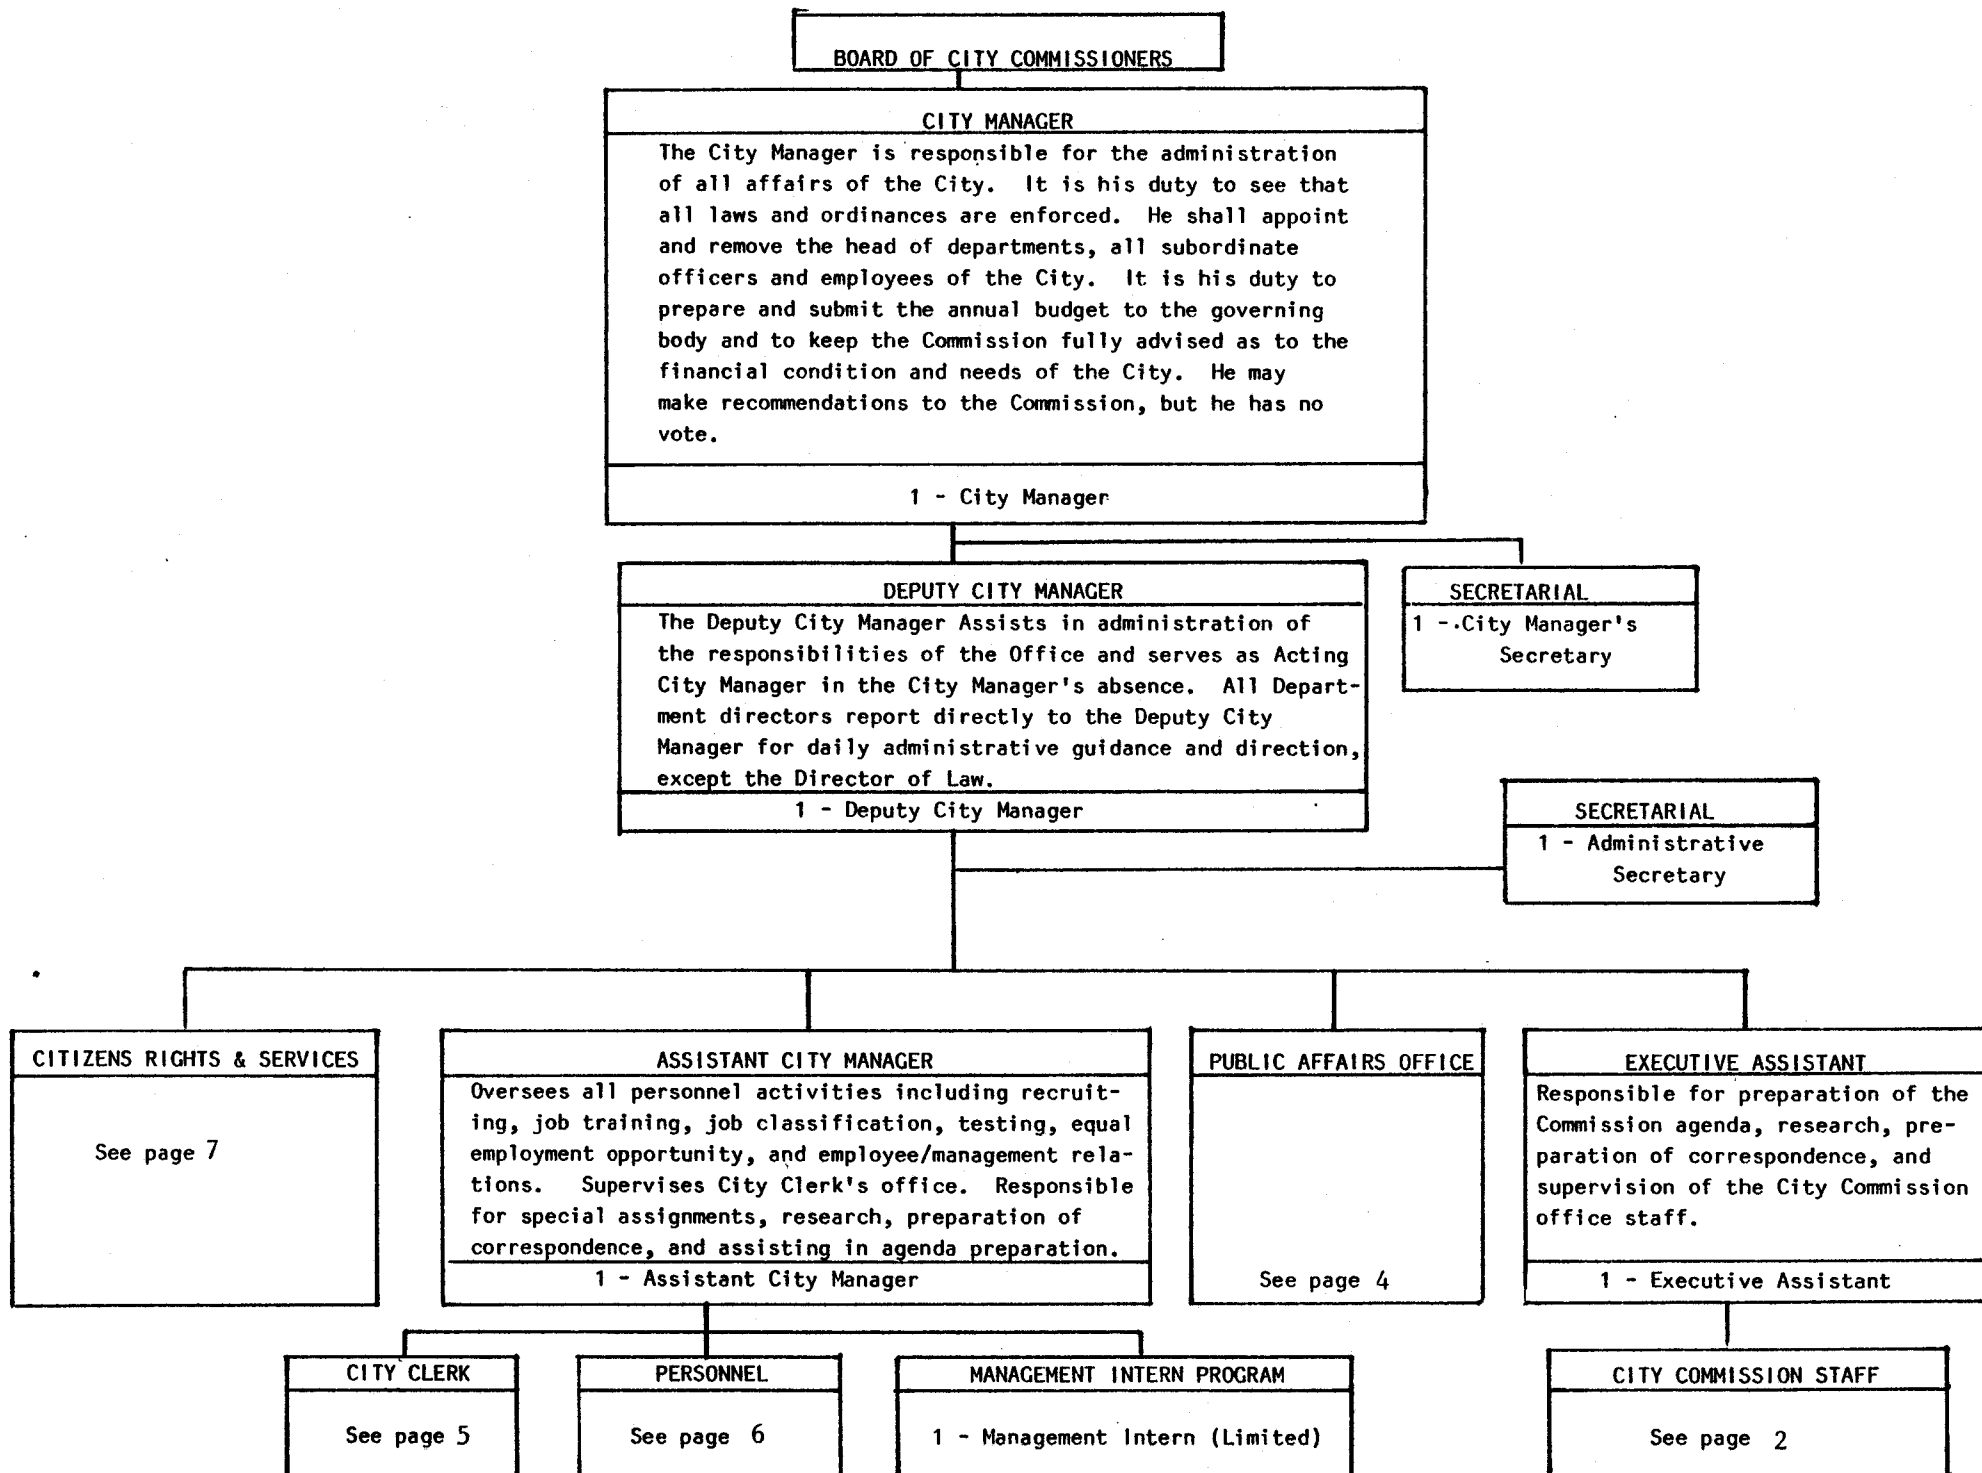 BOARD OF CITY COMMISSIONERS
CITY MANAGER
The City Manager is responsible for the administration
of all affairs of the City. It is his duty to see that
all laws and ordinances are enforced. He shall appoint
and remove the head of departments, all subordinate
officers and employees of the City. It is his duty to
prepare and submit the annual budget to the governing
body and to keep the Commission fully advised as to the
financial condition and needs of the City. He may
make recommendations to the Commission, but he has no
vote.
1 - City Manager
DEPUTY CITY MANAGER
The Deputy City Manager Assists in administration of
the responsibilities of the Office and serves as Acting
City Manager in the City Manager's absence. All Depart-
ment directors report directly to the Deputy City
Manager for daily administrative guidance and direction,
except the Director of Law.
1 - Deputy City Manager
SECRETARIAL
1 - City Manager's
Secretary
SECRETARIAL
1 - Administrative
Secretary
CITIZENS RIGHTS & SERVICES
See page 7
ASSISTANT CITY MANAGER
Oversees all personnel activities including recruit-
ing, job training, job classification, testing, equal
employment opportunity, and employee/management rela-
tions. Supervises City Clerk's office. Responsible
for special assignments, research, preparation of
correspondence, and assisting in agenda preparation.
1 - Assistant City Manager
PUBLIC AFFAIRS OFFICE
See page 4
EXECUTIVE ASSISTANT
Responsible for preparation of the
Commission agenda, research, pre-
paration of correspondence, and
supervision of the City Commission
office staff.
1 - Executive Assistant
CITY CLERK
See page 5
PERSONNEL
See page 6
MANAGEMENT INTERN PROGRAM
1 - Management Intern (Limited)
CITY COMMISSION STAFF
See page 2